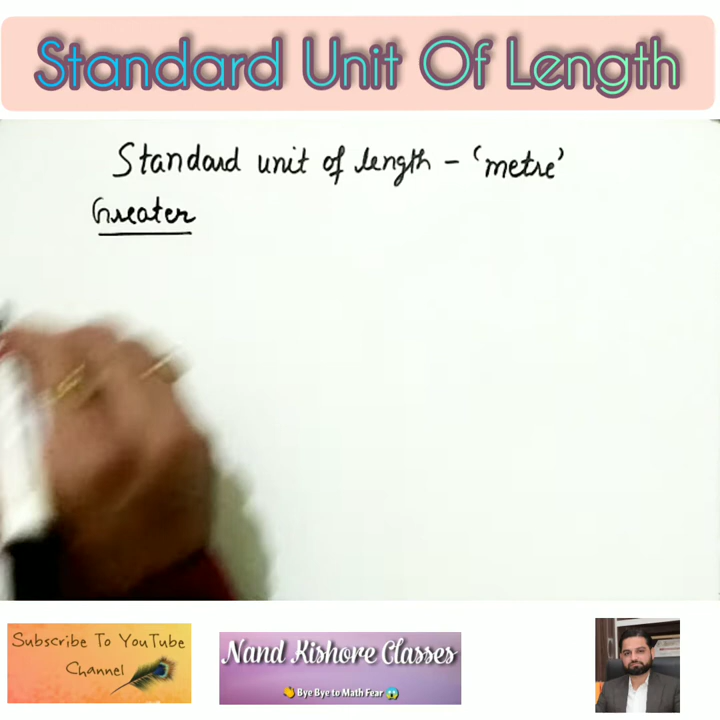 Standard Unit Of Length
Standard unit of length - 'metre'
Greater
Subscribe To YouTube
Channel
Nand Kishore Classes
👈 Bye Bye to Math Fear 😱